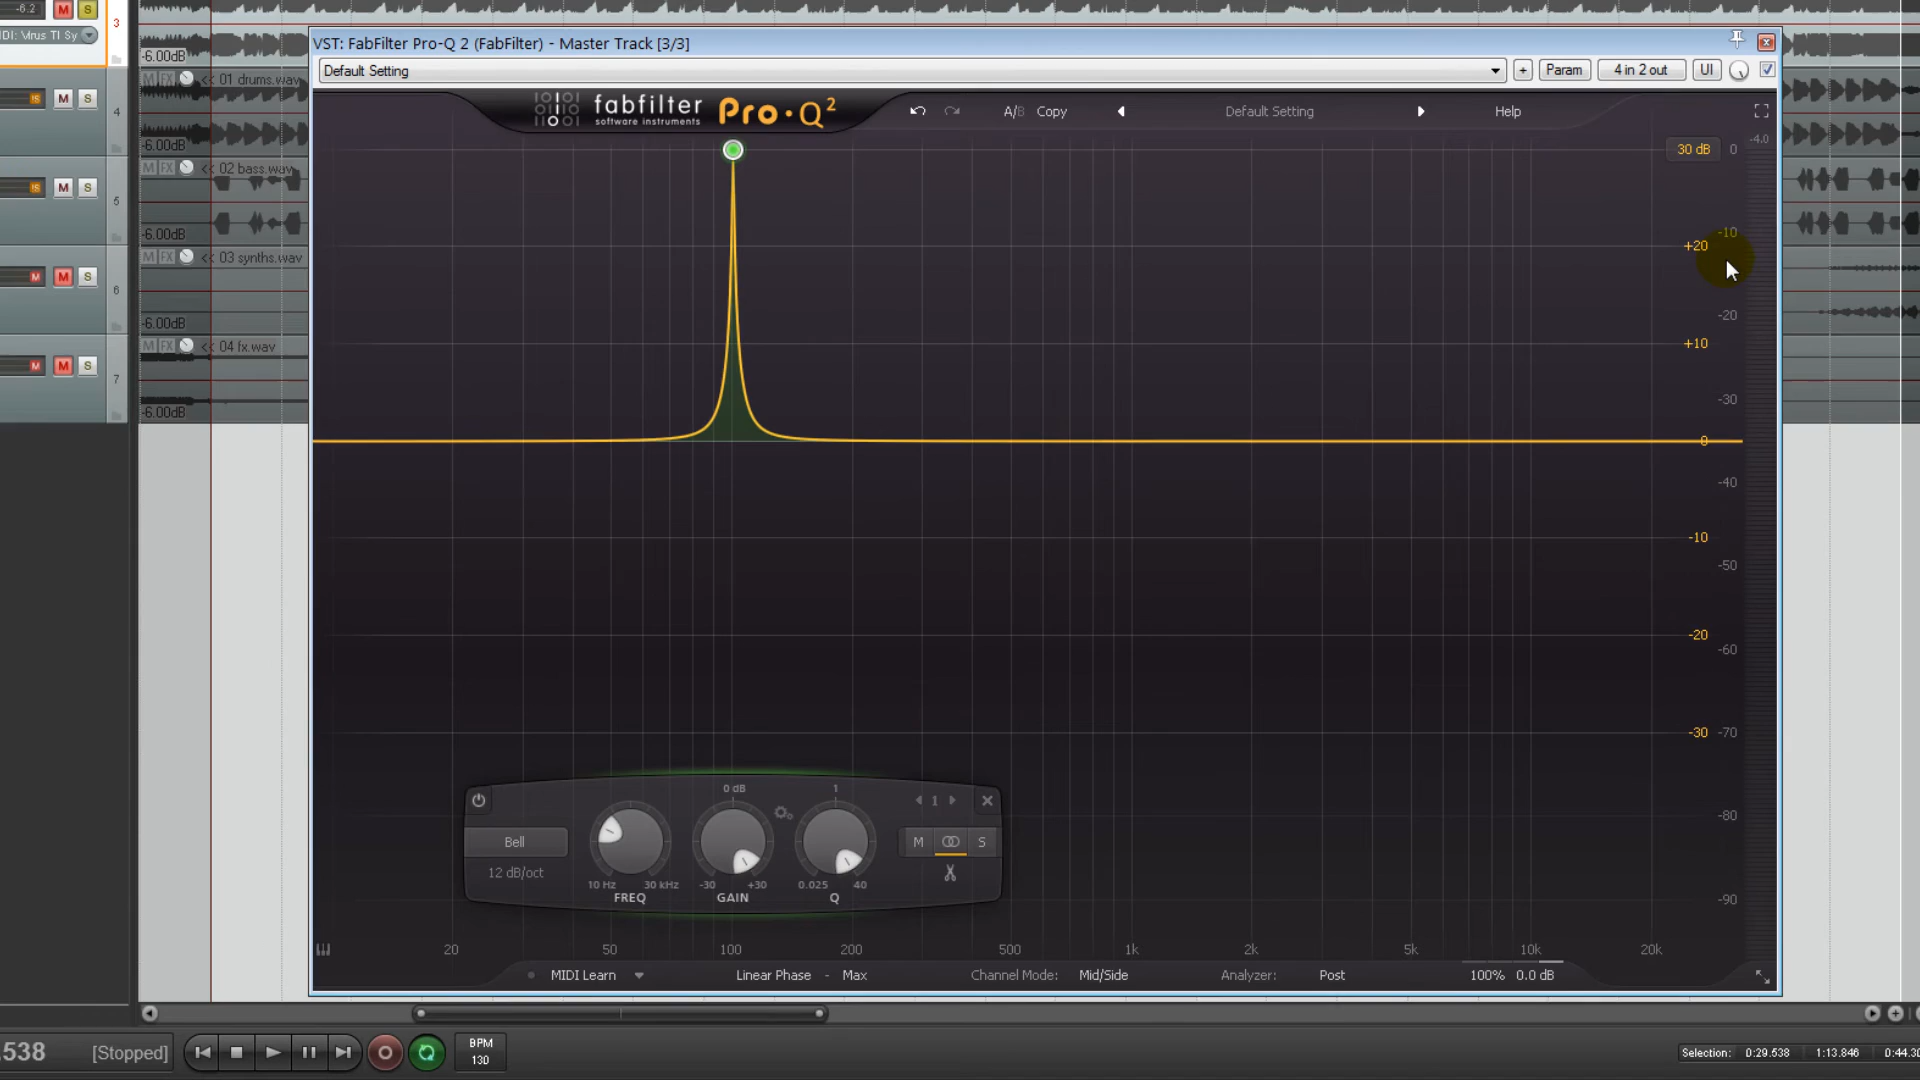 -6.2 M S 3
IDI: Virus TI Sy
-6.00dB
VST: FabFilter Pro-Q 2 (FabFilter) - Master Track [3/3]
Default Setting + Param 4 in 2 out UI
fabfilter
software instruments
Pro·Q²
A/B Copy Default Setting Help
M S 4
M FX << 01 drums.wav
-6.00dB
M S 5
M FX << 02 bass.wav
-6.00dB
M M S 6
M FX << 03 synths.wav
-6.00dB
M M S 7
M FX << 04 fx.wav
-6.00dB
-4.0
30 dB 0
-10
+20
-20
+10
-30
0
-40
-10
-50
-20
-60
-30 -70
-80
-90
0 dB 1
1
Bell
12 dB/oct
M S
10 Hz 30 kHz -30 +30 0.025 40
FREQ GAIN Q
20 50 100 200 500 1k 2k 5k 10k 20k
MIDI Learn Linear Phase - Max Channel Mode: Mid/Side Analyzer: Post 100% 0.0 dB
.538 [Stopped]
BPM
130
Selection: 0:29.538 1:13.846 0:44.30